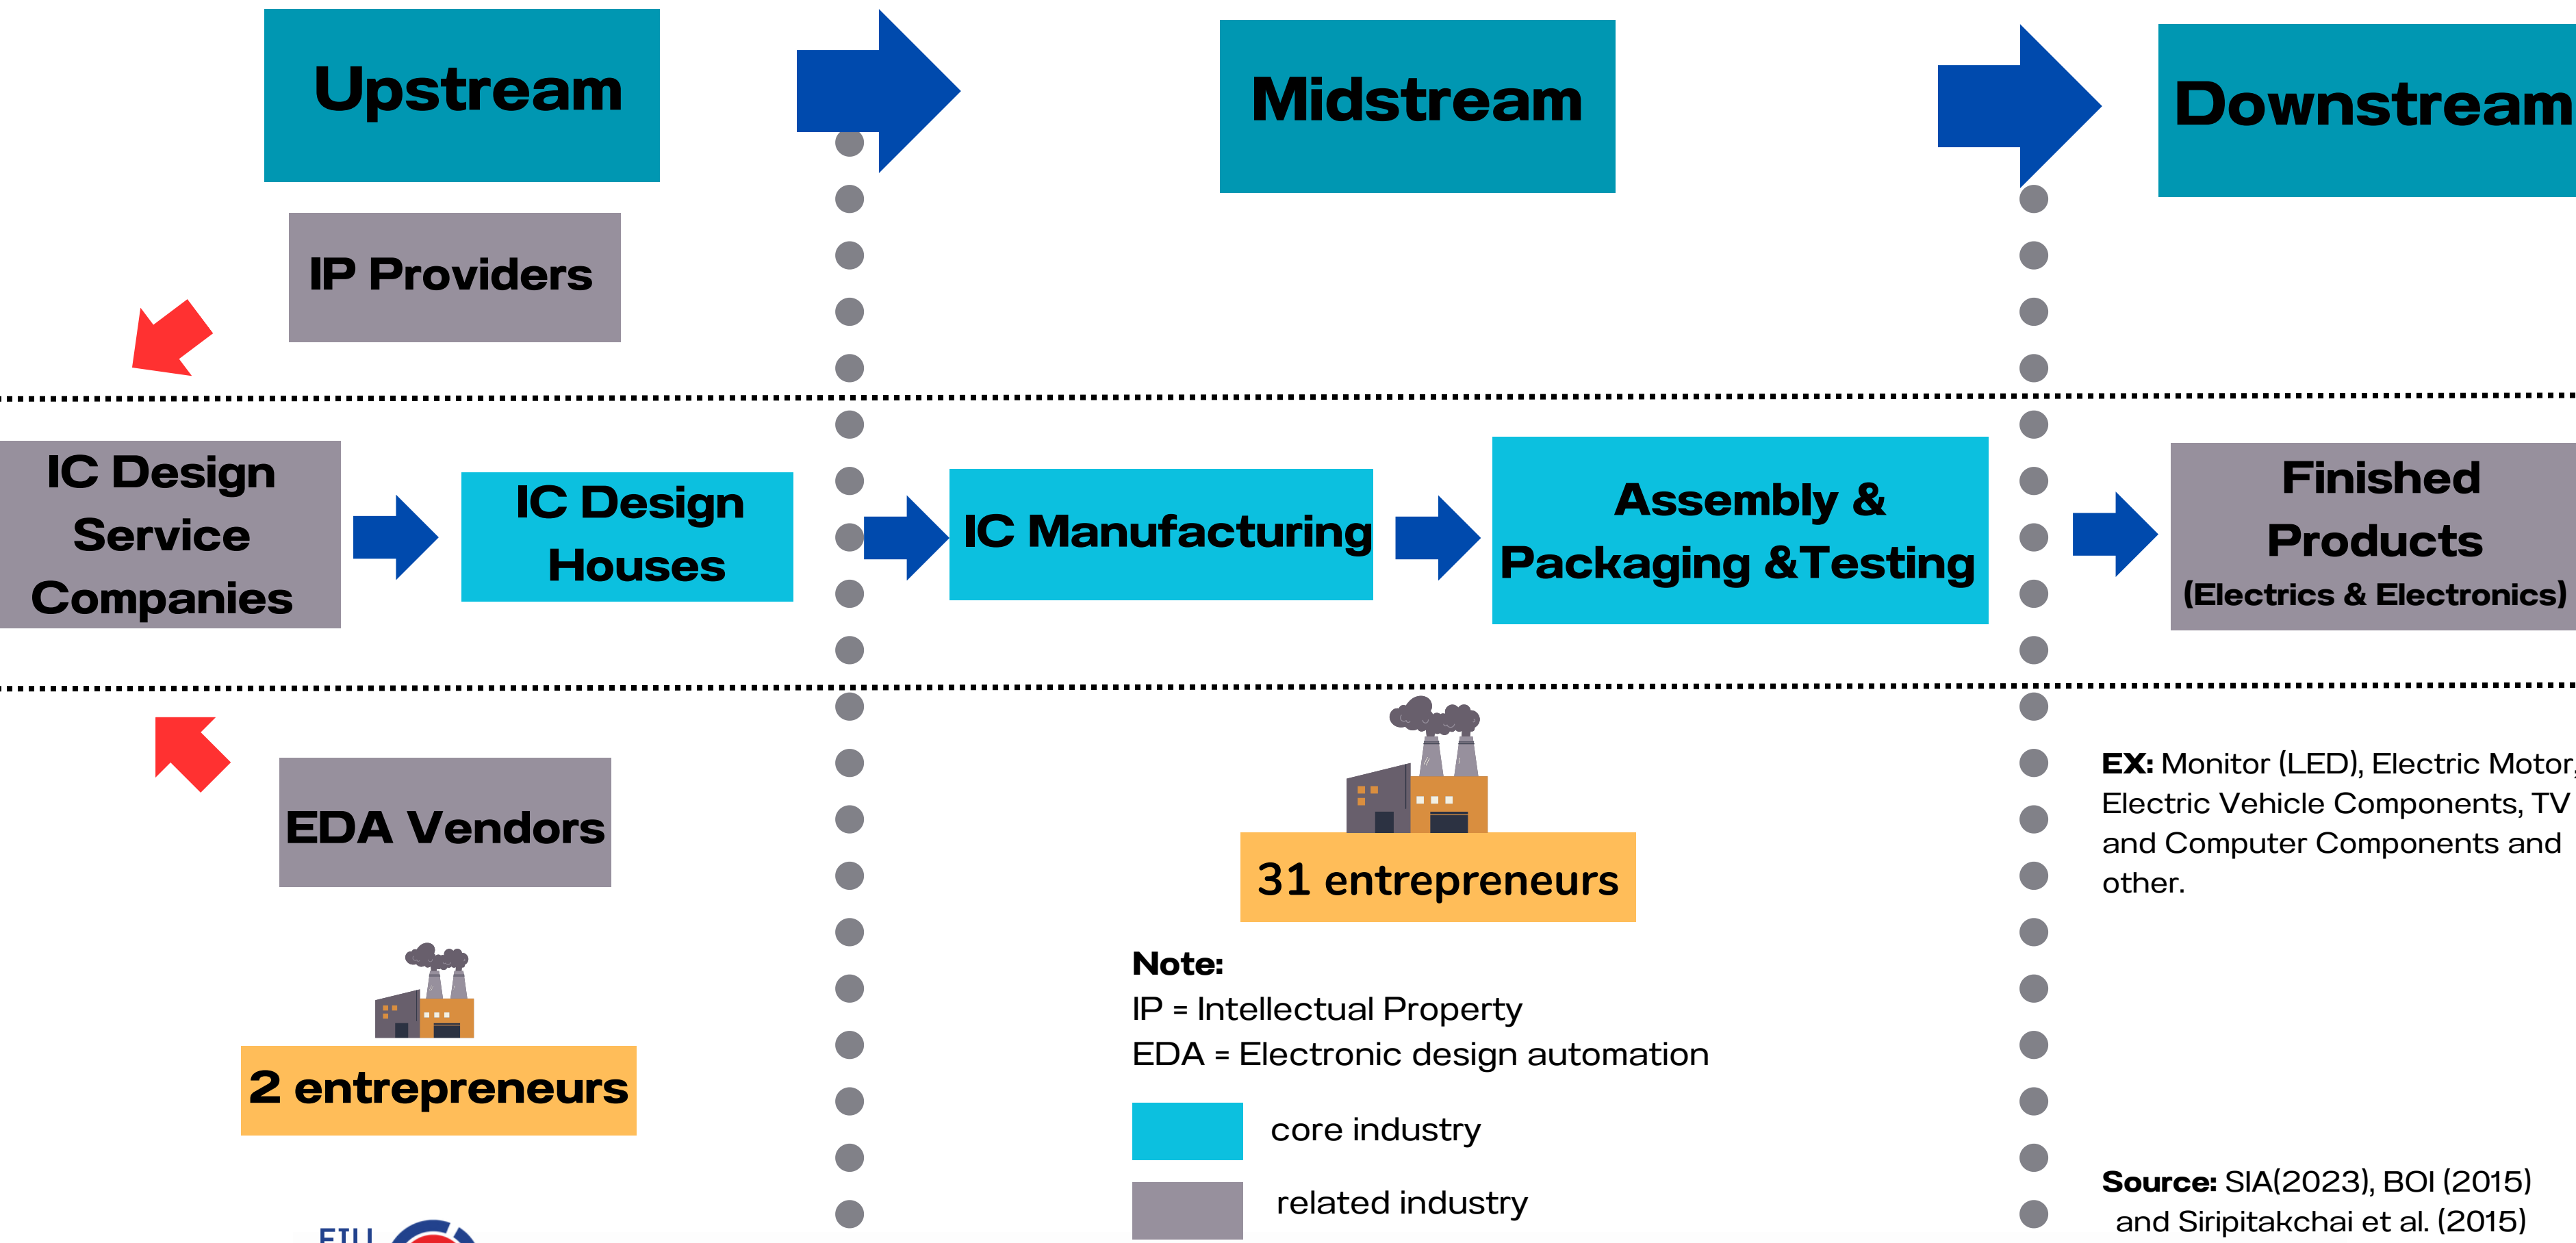 Upstream
Midstream
Downstream
IP Providers
IC Design
Service
Companies
IC Design
Houses
IC Manufacturing
Assembly &
Packaging &Testing
Finished
Products
(Electrics & Electronics)
EDA Vendors
2 entrepreneurs
31 entrepreneurs
Note:
IP = Intellectual Property
EDA = Electronic design automation
core industry
related industry
EX: Monitor (LED), Electric Motor,
Electric Vehicle Components, TV
and Computer Components and
other.
Source: SIA(2023), BOI (2015)
and Siripitakchai et al. (2015)